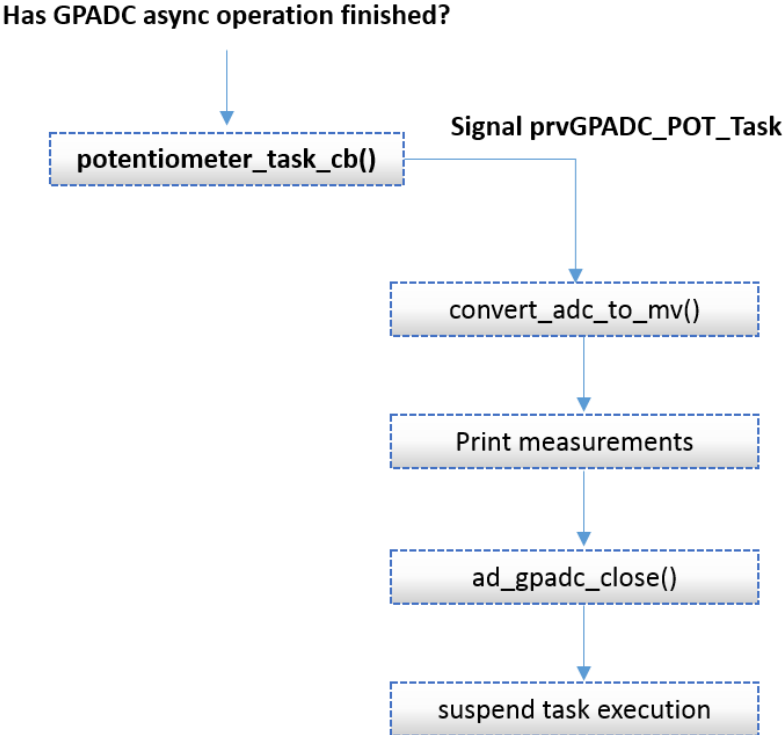 Has GPADC async operation finished?
Signal prvGPADC_POT_Task
potentiometer_task_cb()
convert_adc_to_mv()
Print measurements
ad_gpadc_close()
suspend task execution